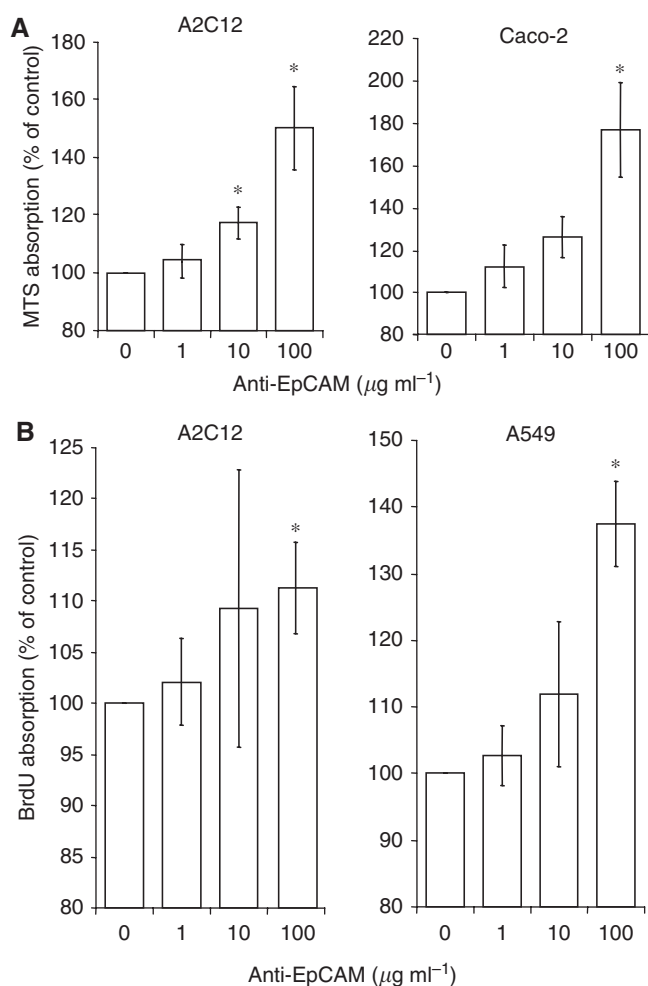 A
A2C12
Caco-2
MTS absorption (% of control)
180
160
140
120
100
80
*
*
0 1 10 100
220
200
180
160
140
120
100
80
*
0 1 10 100
Anti-EpCAM (μg ml⁻¹)
B
A2C12
A549
BrdU absorption (% of control)
125
120
115
110
105
100
95
90
85
80
*
0 1 10 100
150
140
130
120
110
100
90
80
*
0 1 10 100
Anti-EpCAM (μg ml⁻¹)